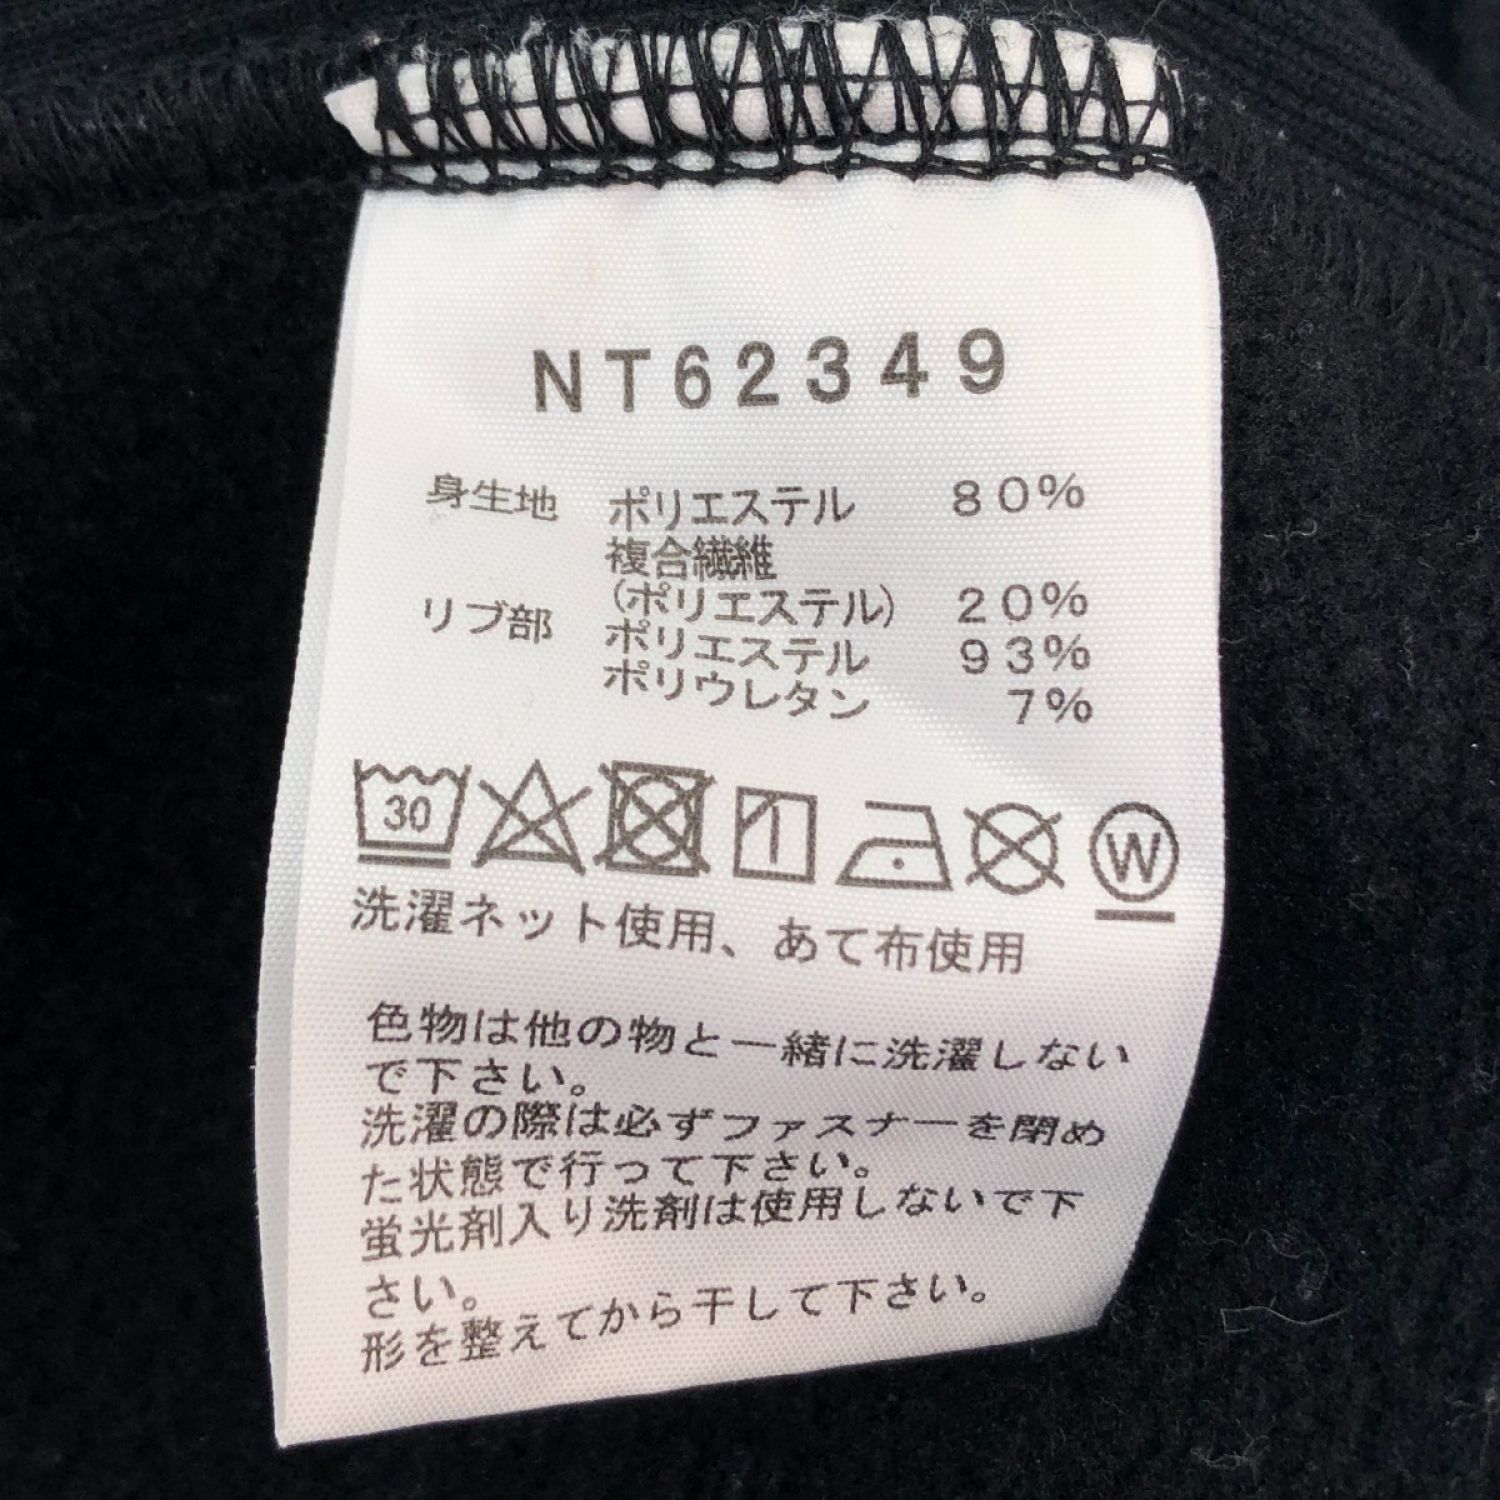 NT62349
身生地 ポリエステル 80%
複合繊維
(ポリエステル) 20%
リブ部 ポリエステル 93%
ポリウレタン 7%
30 W
洗濯ネット使用、あて布使用
色物は他の物と一緒に洗濯しない
で下さい。
洗濯の際は必ずファスナーを閉め
た状態で行って下さい。
蛍光剤入り洗剤は使用しないで下
さい。
形を整えてから干して下さい。